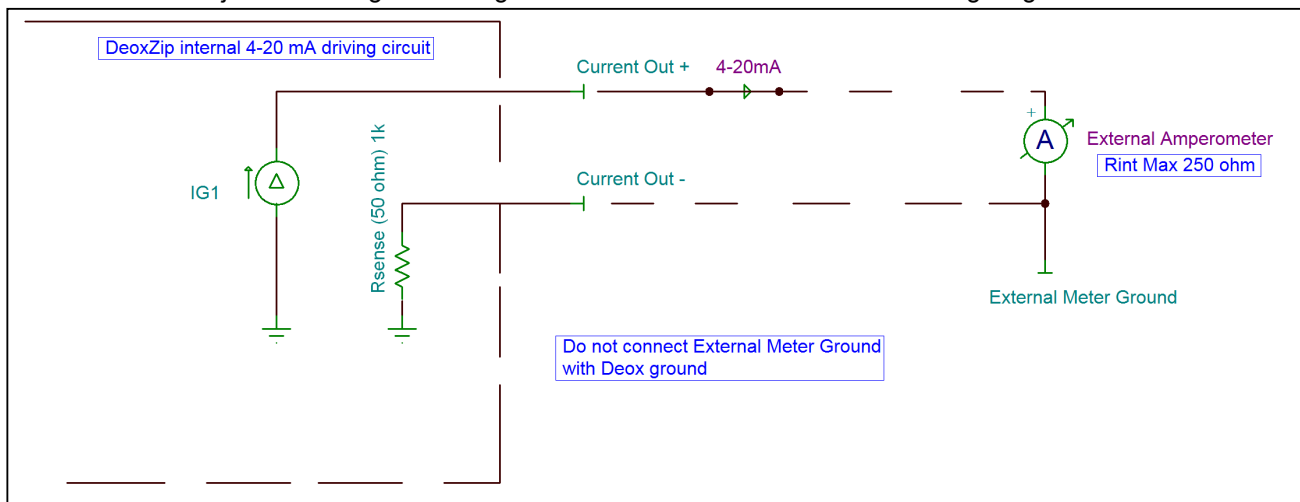 DeoxZip internal 4-20 mA driving circuit
Current Out +
4-20mA
+
A
External Amperometer
Rint Max 250 ohm
IG1
Rsense (50 ohm) 1k
Current Out -
External Meter Ground
Do not connect External Meter Ground
with Deox ground